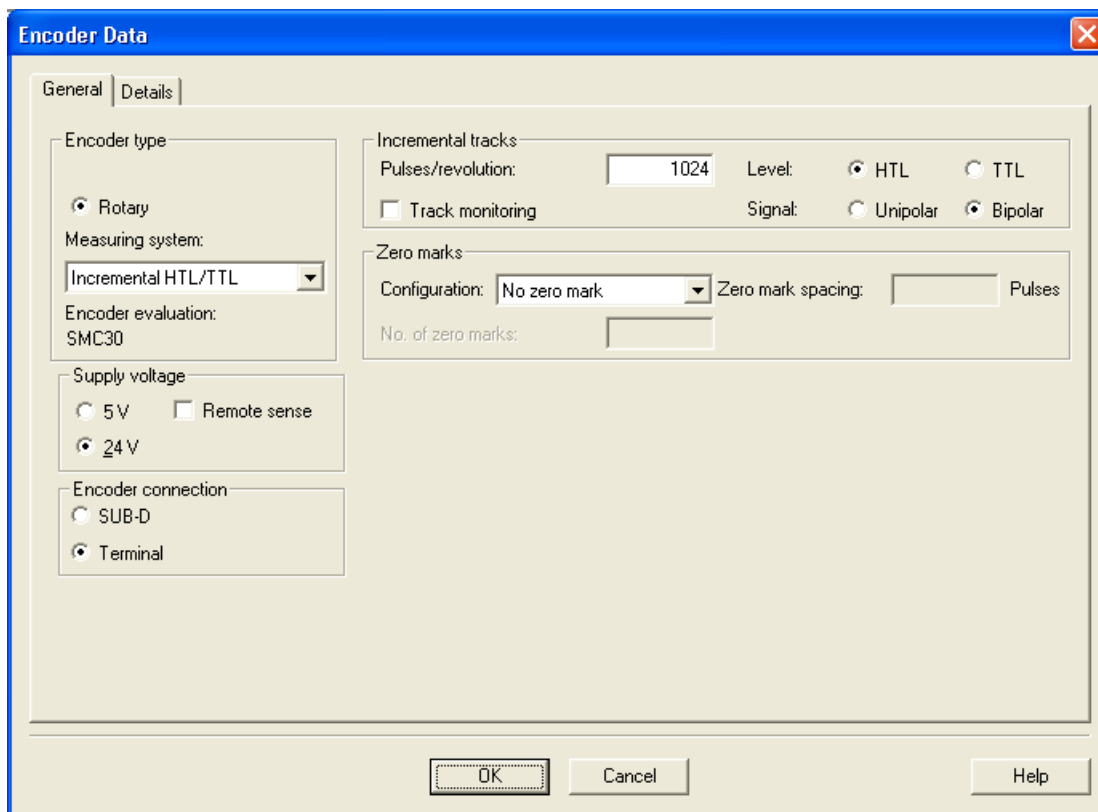 Encoder Data
General Details
Encoder type
Rotary
Measuring system:
Incremental HTL/TTL
Encoder evaluation:
SMC30
Supply voltage
5 V Remote sense
24 V
Encoder connection
SUB-D
Terminal
Incremental tracks
Pulses/revolution: 1024 Level: HTL TTL
Track monitoring Signal: Unipolar Bipolar
Zero marks
Configuration: No zero mark Zero mark spacing: Pulses
No. of zero marks:
OK Cancel Help